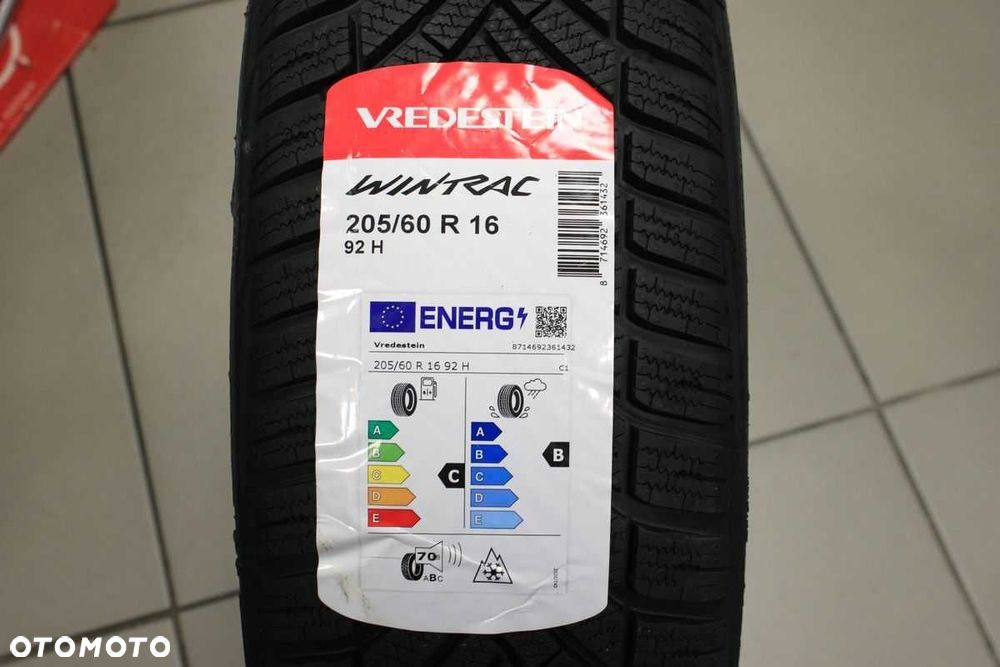 VREDESTEIN
WINTRAC
205/60 R 16
92 H
8 714692 361432
ENERG
Vredestein 8714692361432
205/60 R 16 92 H C1
A A
B B B
C C C
D D
E E
70 dB
ABC
OTOMOTO